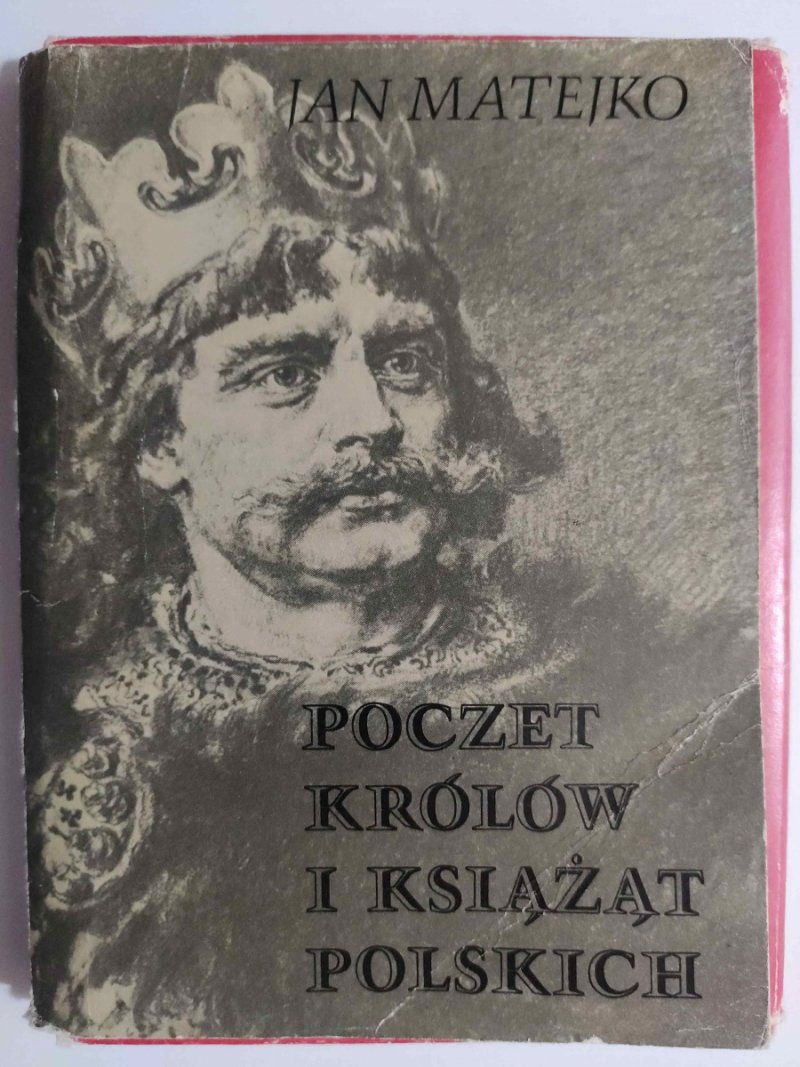 JAN MATEJKO
POCZET
KRÓLÓW
I KSIĄŻĄT
POLSKICH